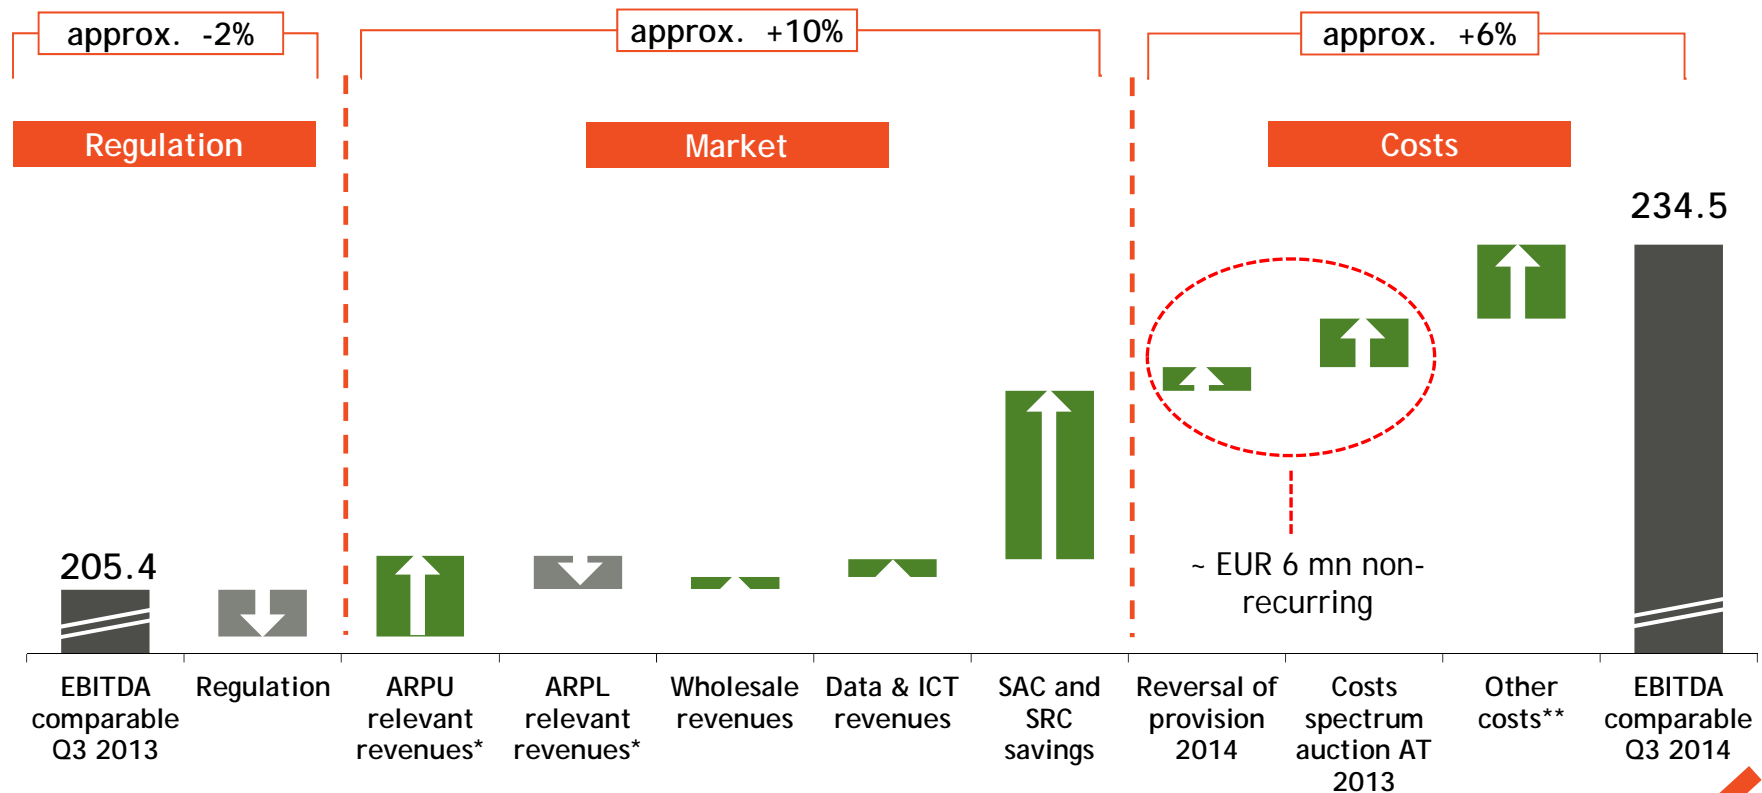 approx. -2%
approx. +10%
approx. +6%
Regulation
Market
Costs
205.4
234.5
~ EUR 6 mn non-
recurring
EBITDA
comparable
Q3 2013
Regulation
ARPU
relevant
revenues*
ARPL
relevant
revenues*
Wholesale
revenues
Data & ICT
revenues
SAC and
SRC
savings
Reversal of
provision
2014
Costs
spectrum
auction AT
2013
Other
costs**
EBITDA
comparable
Q3 2014